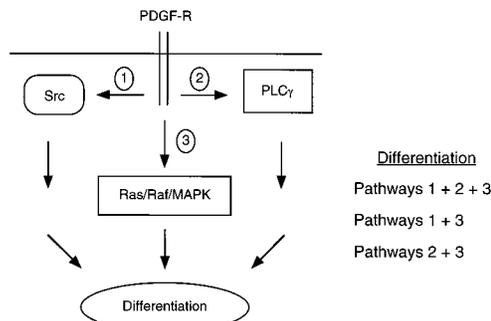 PDGF-R
1 2
Src PLCγ
3
Differentiation
Ras/Raf/MAPK Pathways 1 + 2 + 3
Pathways 1 + 3
Pathways 2 + 3
Differentiation